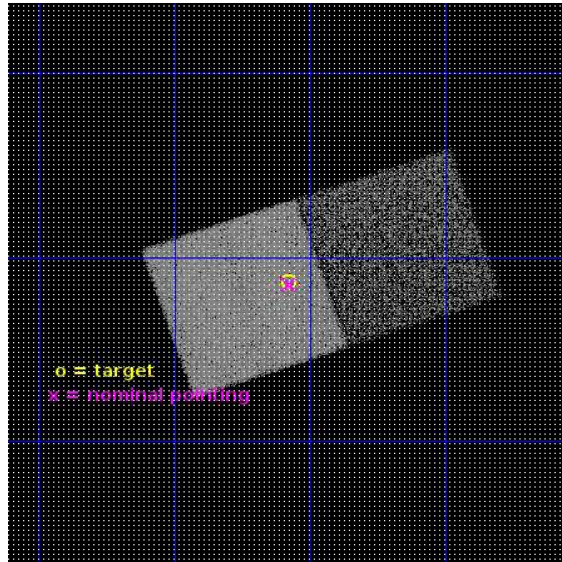 o = target
x = nominal pointing